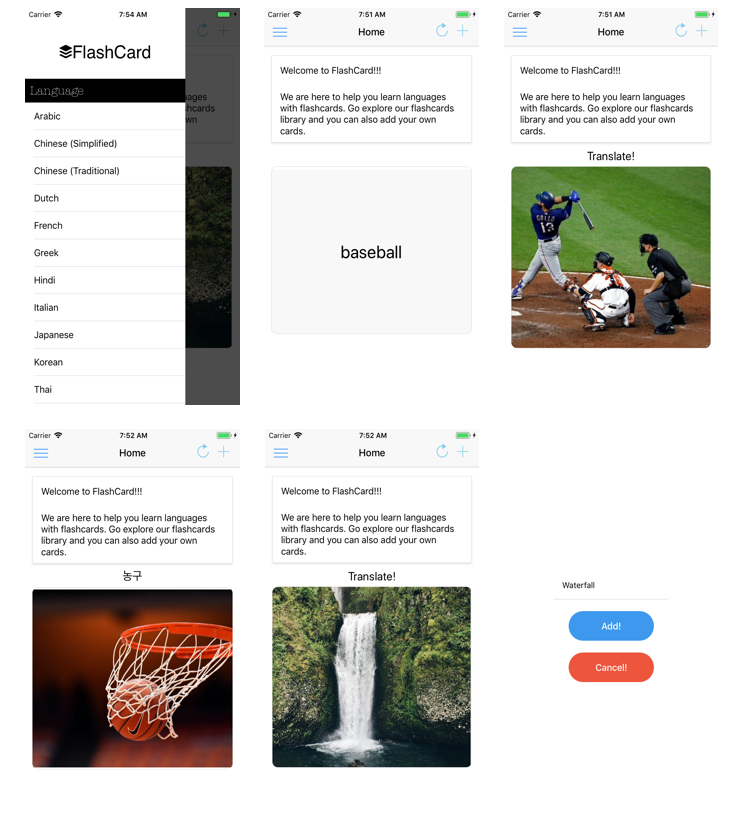 Carrier 7:54 AM
FlashCard
Language
Arabic
Chinese (Simplified)
Chinese (Traditional)
Dutch
French
Greek
Hindi
Italian
Japanese
Korean
Thai
uages
shcards
wn
Carrier 7:51 AM
Home
Welcome to FlashCard!!!
We are here to help you learn languages
with flashcards. Go explore our flashcards
library and you can also add your own
cards.
baseball
Carrier 7:51 AM
Home
Welcome to FlashCard!!!
We are here to help you learn languages
with flashcards. Go explore our flashcards
library and you can also add your own
cards.
Translate!
GALLO
13
Carrier 7:52 AM
Home
Welcome to FlashCard!!!
We are here to help you learn languages
with flashcards. Go explore our flashcards
library and you can also add your own
cards.
농구
Carrier 7:52 AM
Home
Welcome to FlashCard!!!
We are here to help you learn languages
with flashcards. Go explore our flashcards
library and you can also add your own
cards.
Translate!
Waterfall
Add!
Cancel!